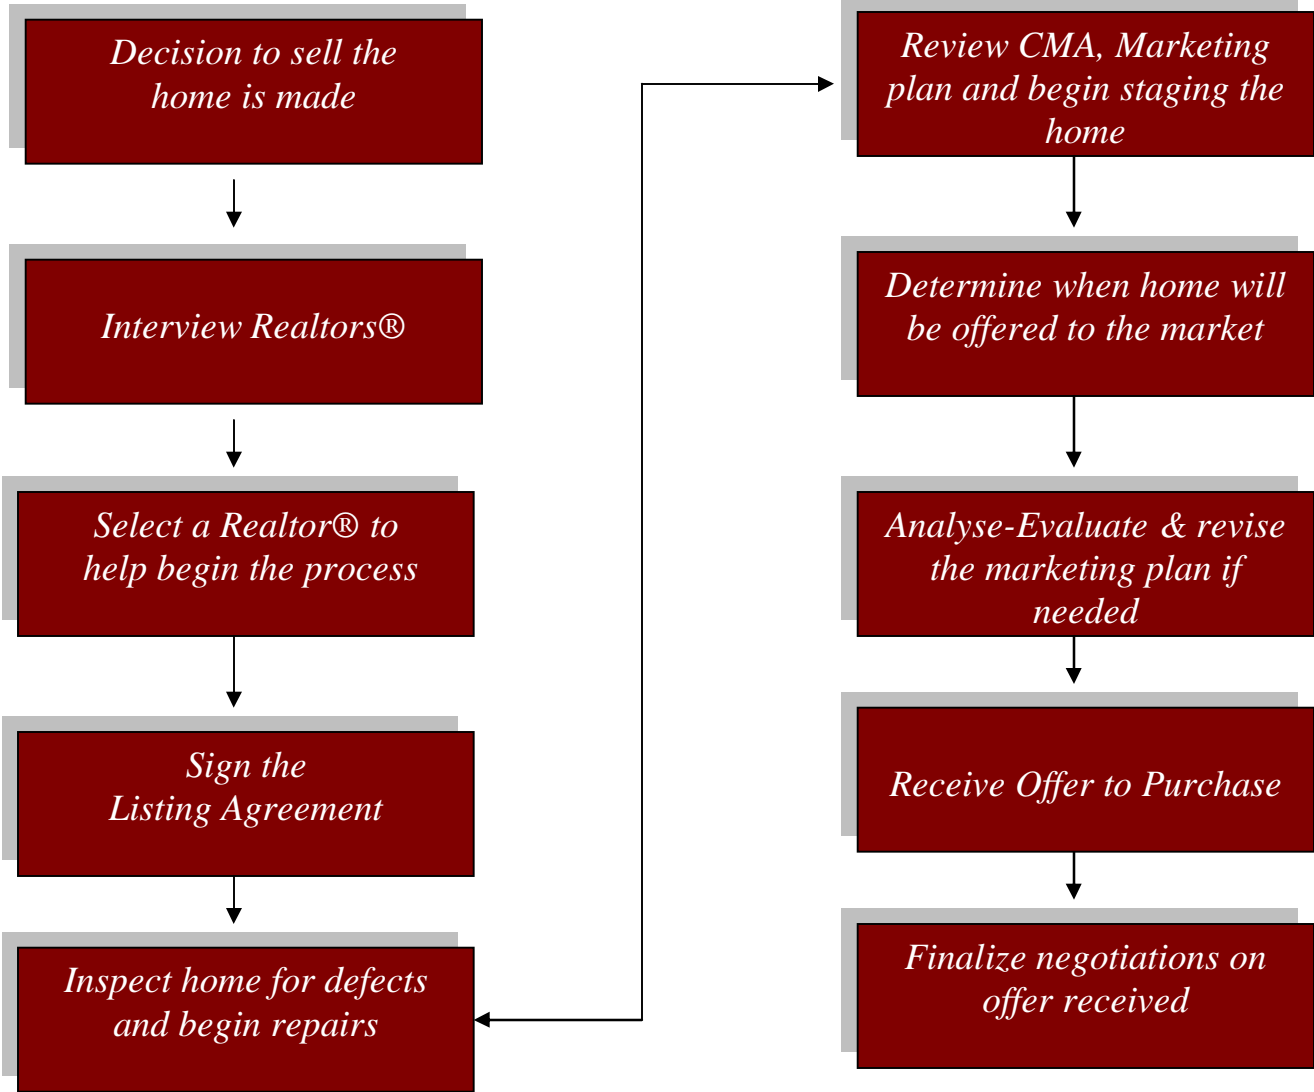 Decision to sell the
home is made
Interview Realtors®
Select a Realtor® to
help begin the process
Sign the
Listing Agreement
Inspect home for defects
and begin repairs
Review CMA, Marketing
plan and begin staging the
home
Determine when home will
be offered to the market
Analyse-Evaluate & revise
the marketing plan if
needed
Receive Offer to Purchase
Finalize negotiations on
offer received